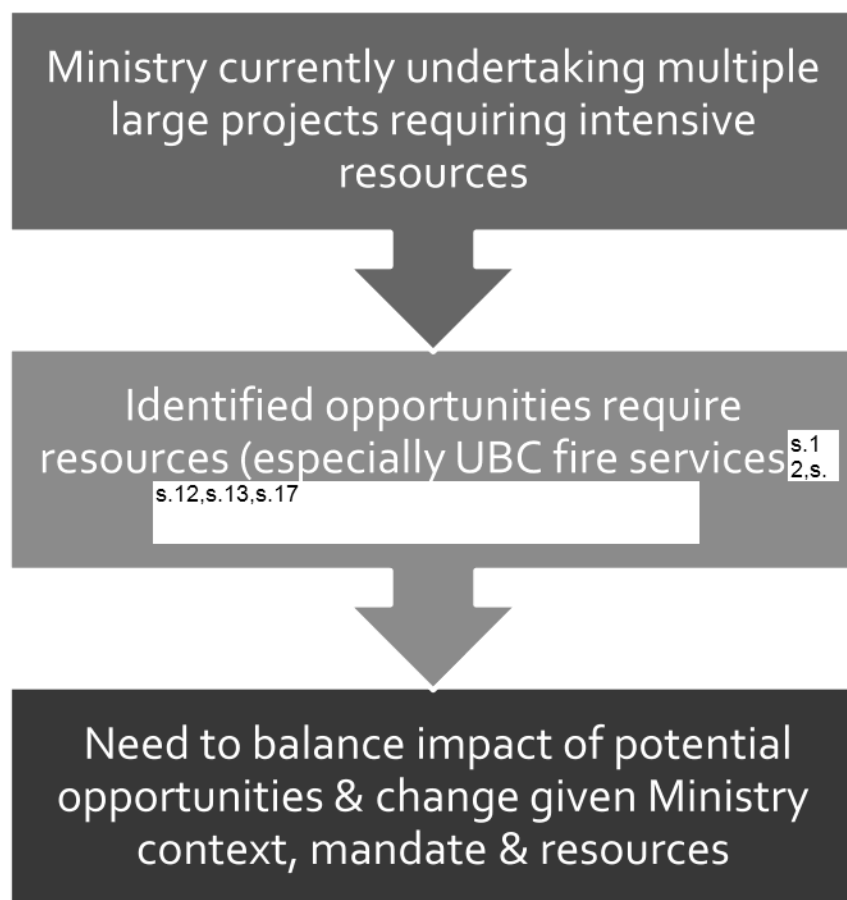 Ministry currently undertaking multiple
large projects requiring intensive
resources
Identified opportunities require
resources (especially UBC fire services
s.1
2,s.
s.12,s.13,s.17
Need to balance impact of potential
opportunities & change given Ministry
context, mandate & resources